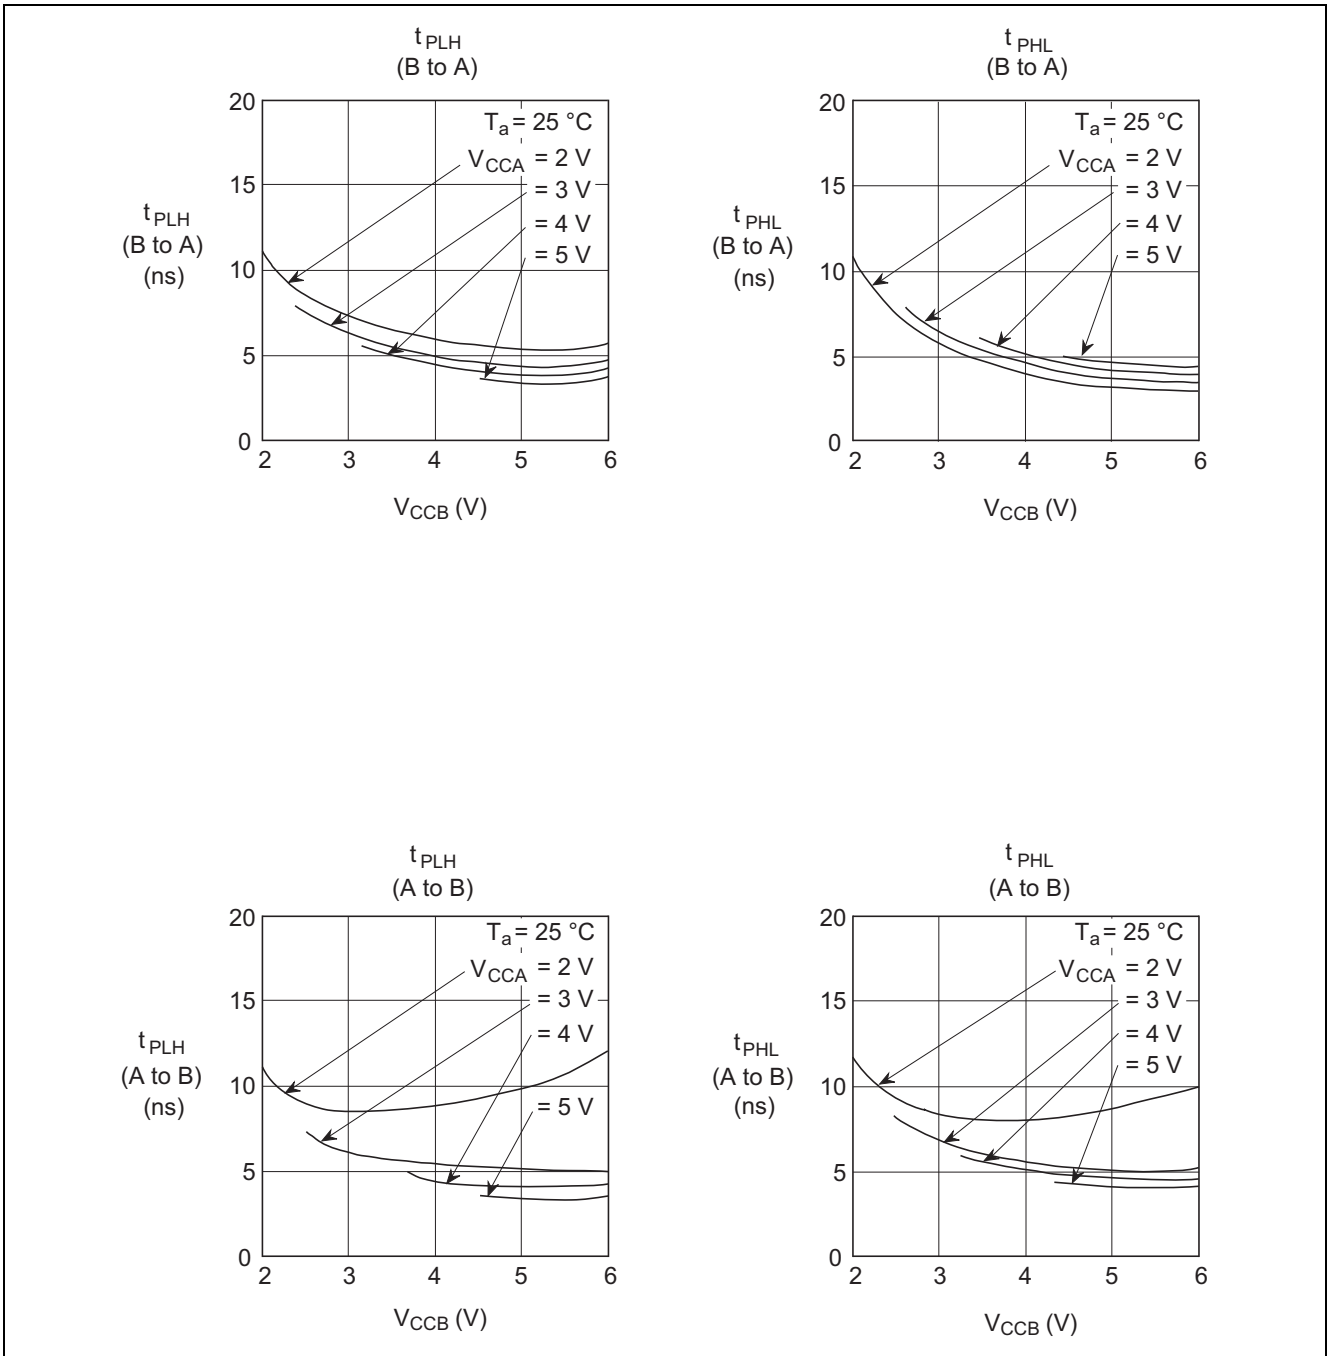 t PLH
(B to A)
20
15
10
5
0
t PLH
(B to A)
(ns)
Ta = 25 °C
VCCA = 2 V
= 3 V
= 4 V
= 5 V
2 3 4 5 6
VCCB (V)
t PHL
(B to A)
20
15
10
5
0
t PHL
(B to A)
(ns)
Ta = 25 °C
VCCA = 2 V
= 3 V
= 4 V
= 5 V
2 3 4 5 6
VCCB (V)
t PLH
(A to B)
20
15
10
5
0
t PLH
(A to B)
(ns)
Ta = 25 °C
VCCA = 2 V
= 3 V
= 4 V
= 5 V
2 3 4 5 6
VCCB (V)
t PHL
(A to B)
20
15
10
5
0
t PHL
(A to B)
(ns)
Ta = 25 °C
VCCA = 2 V
= 3 V
= 4 V
= 5 V
2 3 4 5 6
VCCB (V)